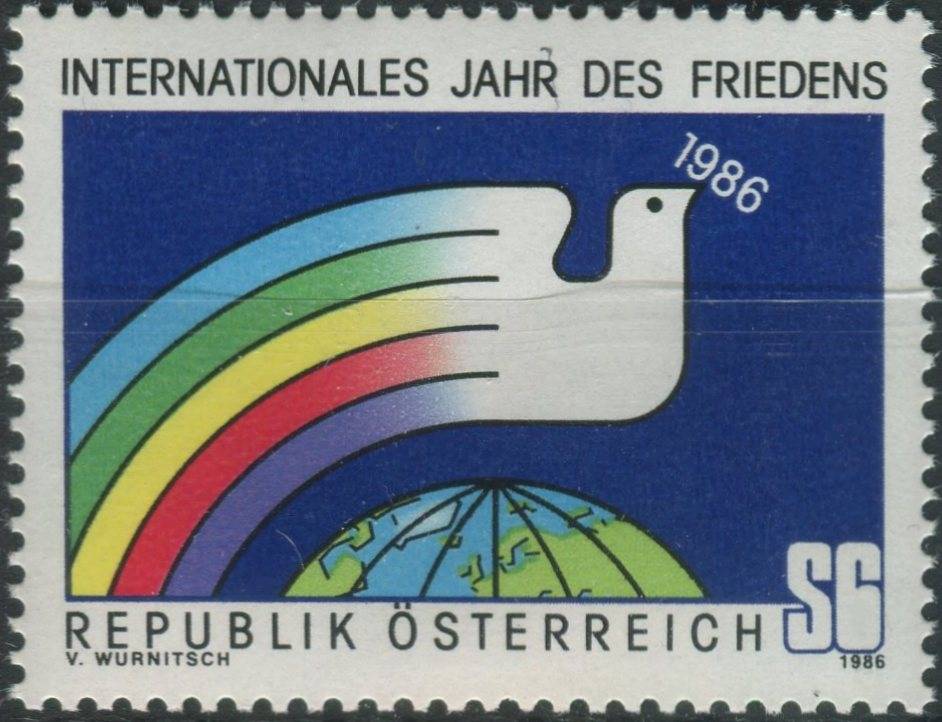 INTERNATIONALES JAHR DES FRIEDENS
1986
S6
REPUBLIK ÖSTERREICH
V. WURNITSCH
1986